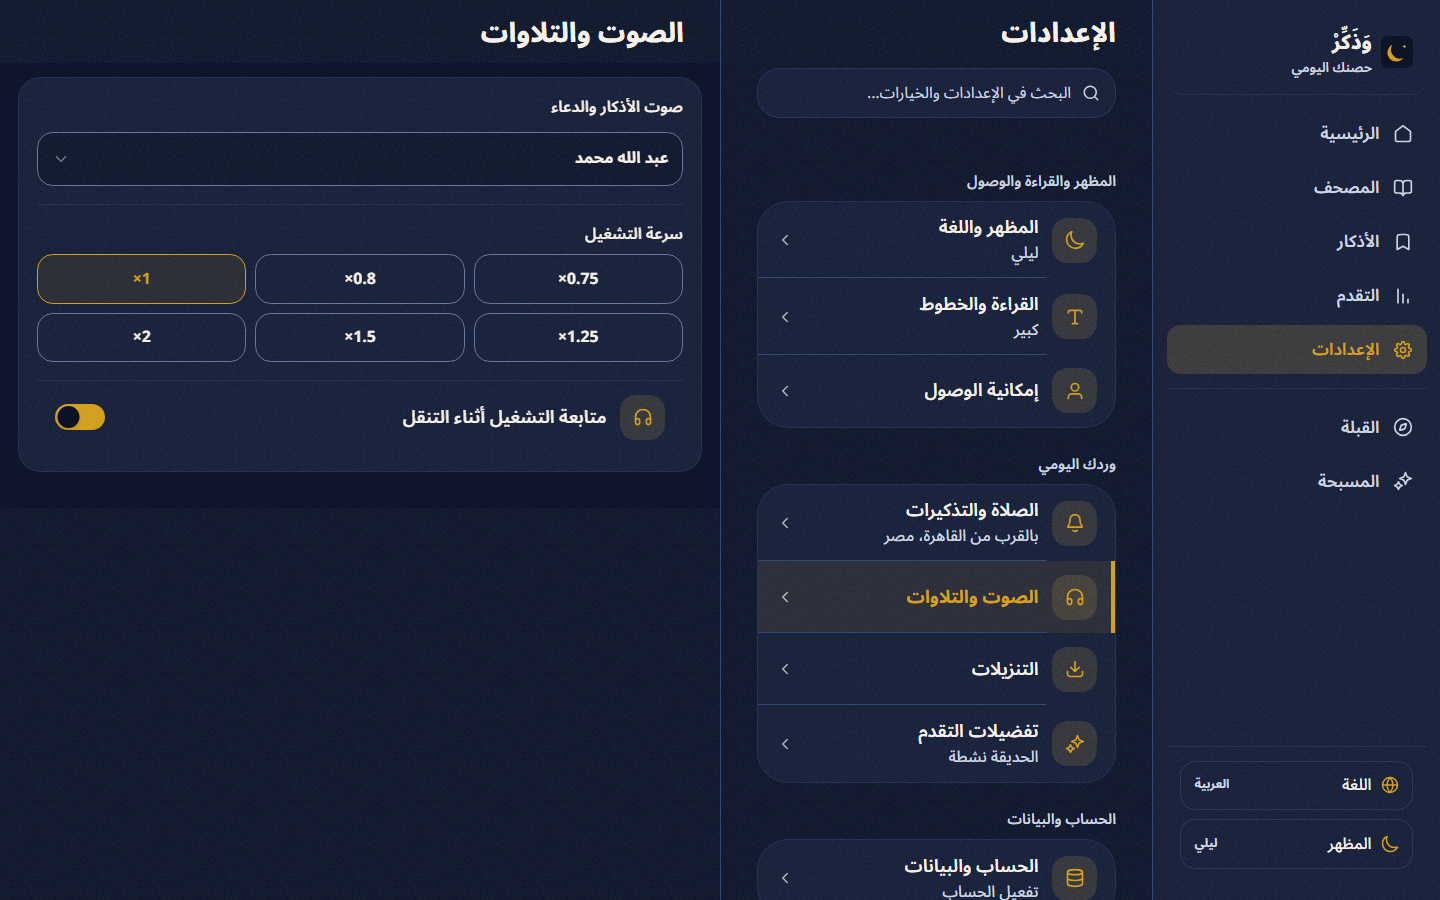 وَذَكِّرْ
حصنك اليومي
الرئيسية
المصحف
الأذكار
التقدم
الإعدادات
القبلة
المسبحة
اللغة العربية
المظهر ليلي
الإعدادات
البحث في الإعدادات والخيارات...
المظهر والقراءة والوصول
المظهر واللغة
ليلي
القراءة والخطوط
كبير
إمكانية الوصول
وردك اليومي
الصلاة والتذكيرات
بالقرب من القاهرة، مصر
الصوت والتلاوات
التنزيلات
تفضيلات التقدم
الحديقة نشطة
الحساب والبيانات
الحساب والبيانات
تفعيل الحساب
الصوت والتلاوات
صوت الأذكار والدعاء
عبد الله محمد
سرعة التشغيل
×0.75 ×0.8 ×1
×1.25 ×1.5 ×2
متابعة التشغيل أثناء التنقل